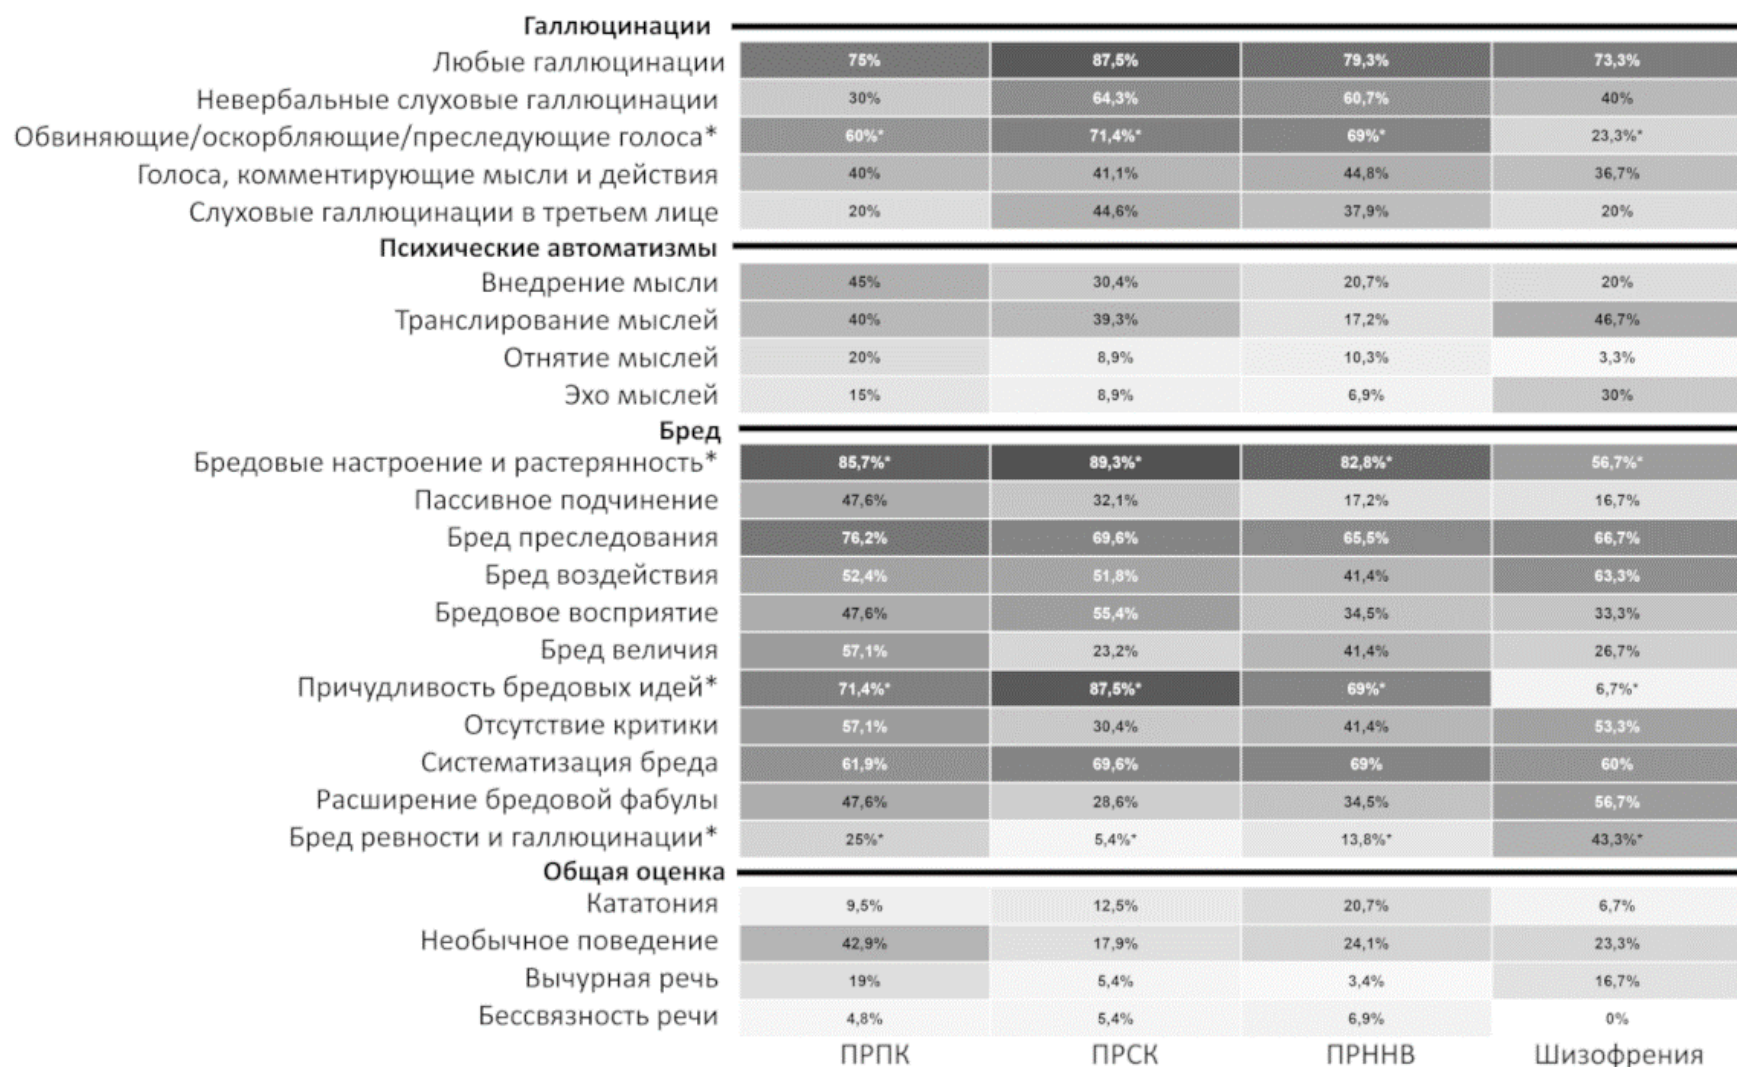 Галлюцинации
Любые галлюцинации 75% 87,5% 79,3% 73,3%
Невербальные слуховые галлюцинации 30% 64,3% 60,7% 40%
Обвиняющие/оскорбляющие/преследующие голоса* 60%* 71,4%* 69%* 23,3%*
Голоса, комментирующие мысли и действия 40% 41,1% 44,8% 36,7%
Слуховые галлюцинации в третьем лице 20% 44,6% 37,9% 20%
Психические автоматизмы
Внедрение мысли 45% 30,4% 20,7% 20%
Транслирование мыслей 40% 39,3% 17,2% 46,7%
Отнятие мыслей 20% 8,9% 10,3% 3,3%
Эхо мыслей 15% 8,9% 6,9% 30%
Бред
Бредовые настроение и растерянность* 85,7%* 89,3%* 82,8%* 56,7%*
Пассивное подчинение 47,6% 32,1% 17,2% 16,7%
Бред преследования 76,2% 69,6% 65,5% 66,7%
Бред воздействия 52,4% 51,8% 41,4% 63,3%
Бредовое восприятие 47,6% 55,4% 34,5% 33,3%
Бред величия 57,1% 23,2% 41,4% 26,7%
Причудливость бредовых идей* 71,4%* 87,5%* 69%* 6,7%*
Отсутствие критики 57,1% 30,4% 41,4% 53,3%
Систематизация бреда 61,9% 69,6% 69% 60%
Расширение бредовой фабулы 47,6% 28,6% 34,5% 56,7%
Бред ревности и галлюцинации* 25%* 5,4%* 13,8%* 43,3%*
Общая оценка
Кататония 9,5% 12,5% 20,7% 6,7%
Необычное поведение 42,9% 17,9% 24,1% 23,3%
Вычурная речь 19% 5,4% 3,4% 16,7%
Бессвязность речи 4,8% 5,4% 6,9% 0%
ПРПК ПРСК ПРННВ Шизофрения